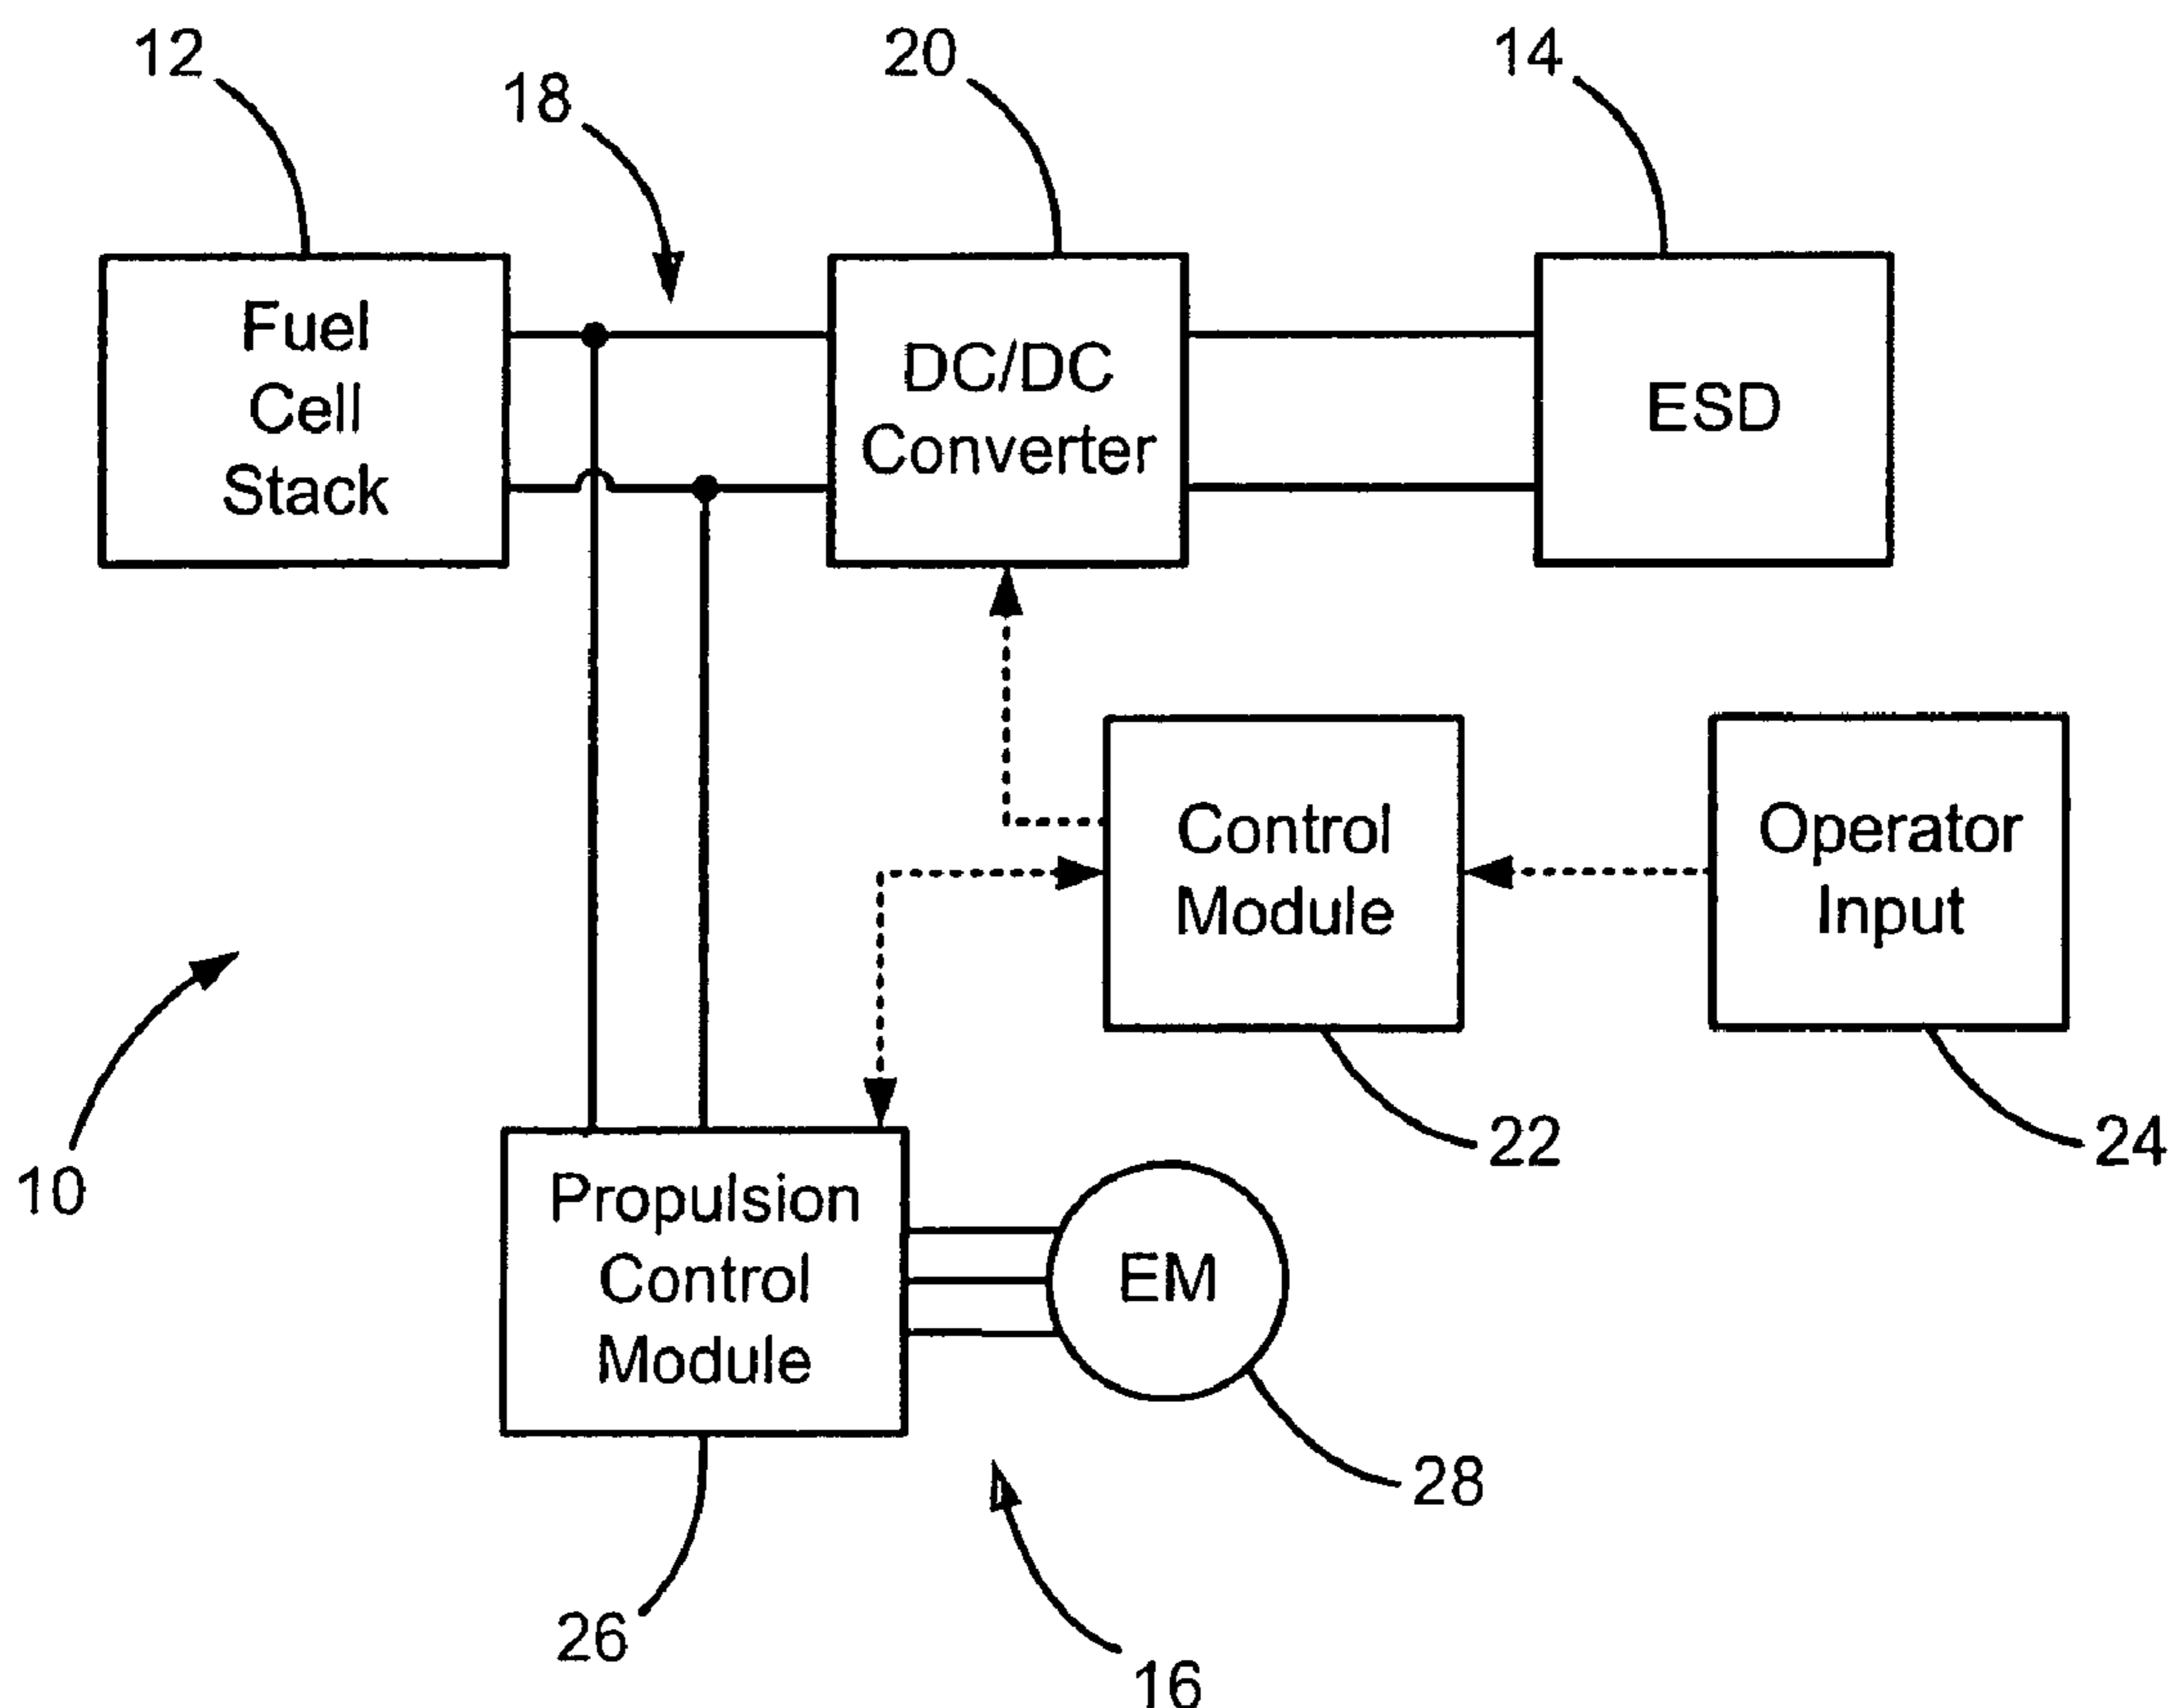 12
18
20
14
Fuel
Cell
Stack
DC/DC
Converter
ESD
Control
Module
Operator
Input
22
24
10
Propulsion
Control
Module
EM
28
26
16